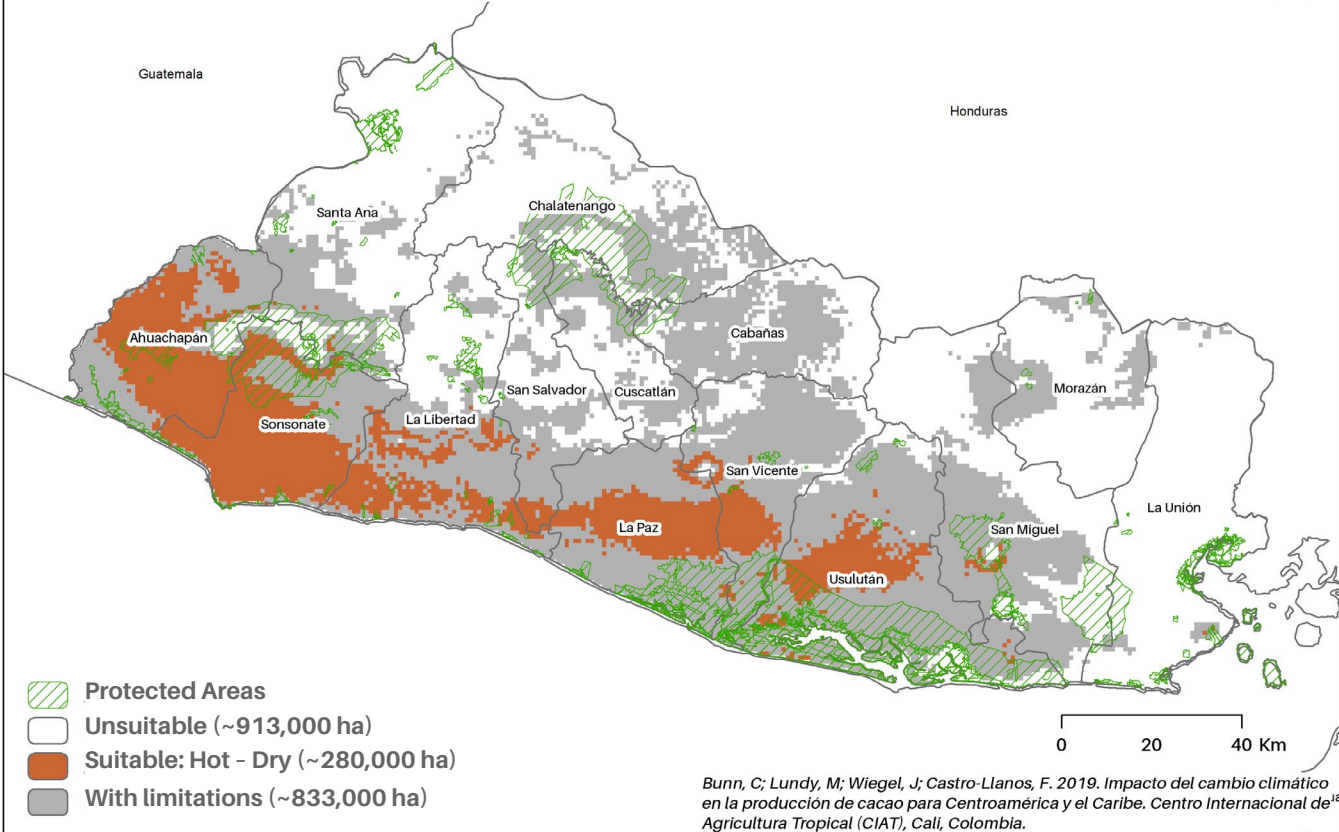 Guatemala
Honduras
Santa Ana
Chalatenango
Ahuachapán
Cabañas
Morazán
San Salvador
Cuscatlán
La Libertad
Sonsonate
San Vicente
La Unión
La Paz
San Miguel
Usulután
Protected Areas
Unsuitable (~913,000 ha)
Suitable: Hot – Dry (~280,000 ha)
With limitations (~833,000 ha)
0 20 40 Km
Bunn, C; Lundy, M; Wiegel, J; Castro-Llanos, F. 2019. Impacto del cambio climático
en la producción de cacao para Centroamérica y el Caribe. Centro Internacional de
Agricultura Tropical (CIAT), Cali, Colombia.